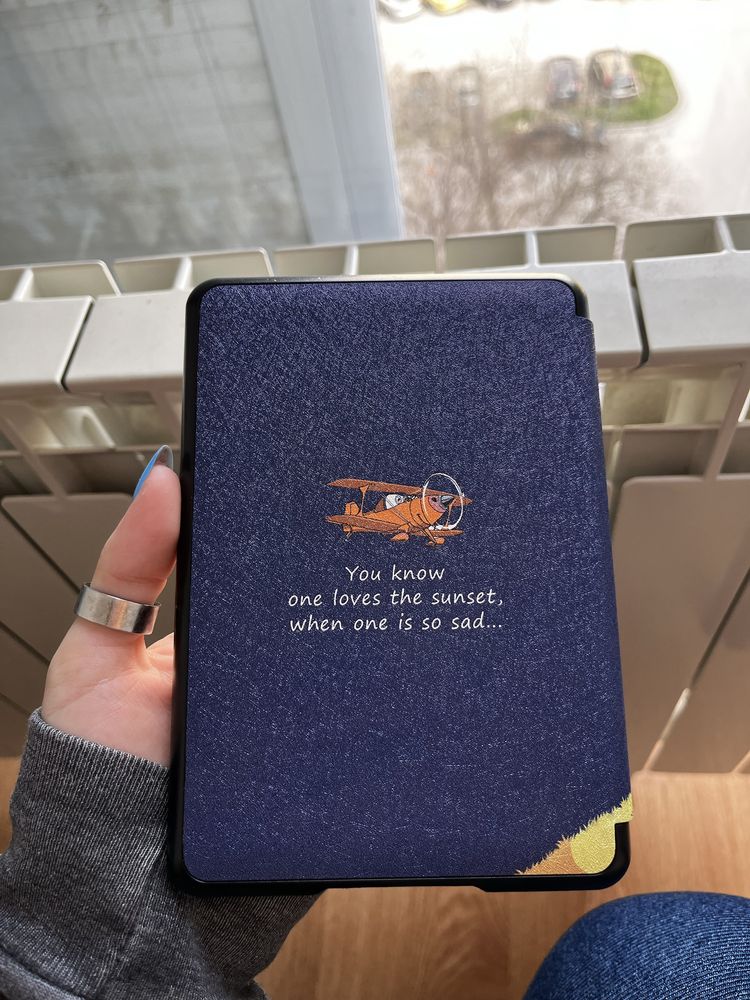 You know
one loves the sunset,
when one is so sad...